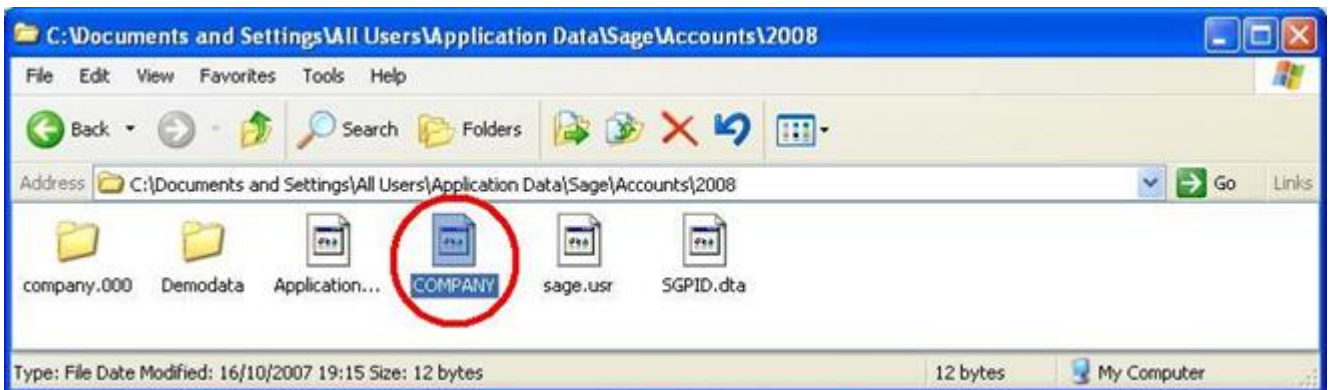 C:\Documents and Settings\All Users\Application Data\Sage\Accounts\2008
File Edit View Favorites Tools Help
Back Search Folders
Address C:\Documents and Settings\All Users\Application Data\Sage\Accounts\2008 Go Links
company.000 Demodata Application... COMPANY sage.usr SGPID.dta
Type: File Date Modified: 16/10/2007 19:15 Size: 12 bytes 12 bytes My Computer